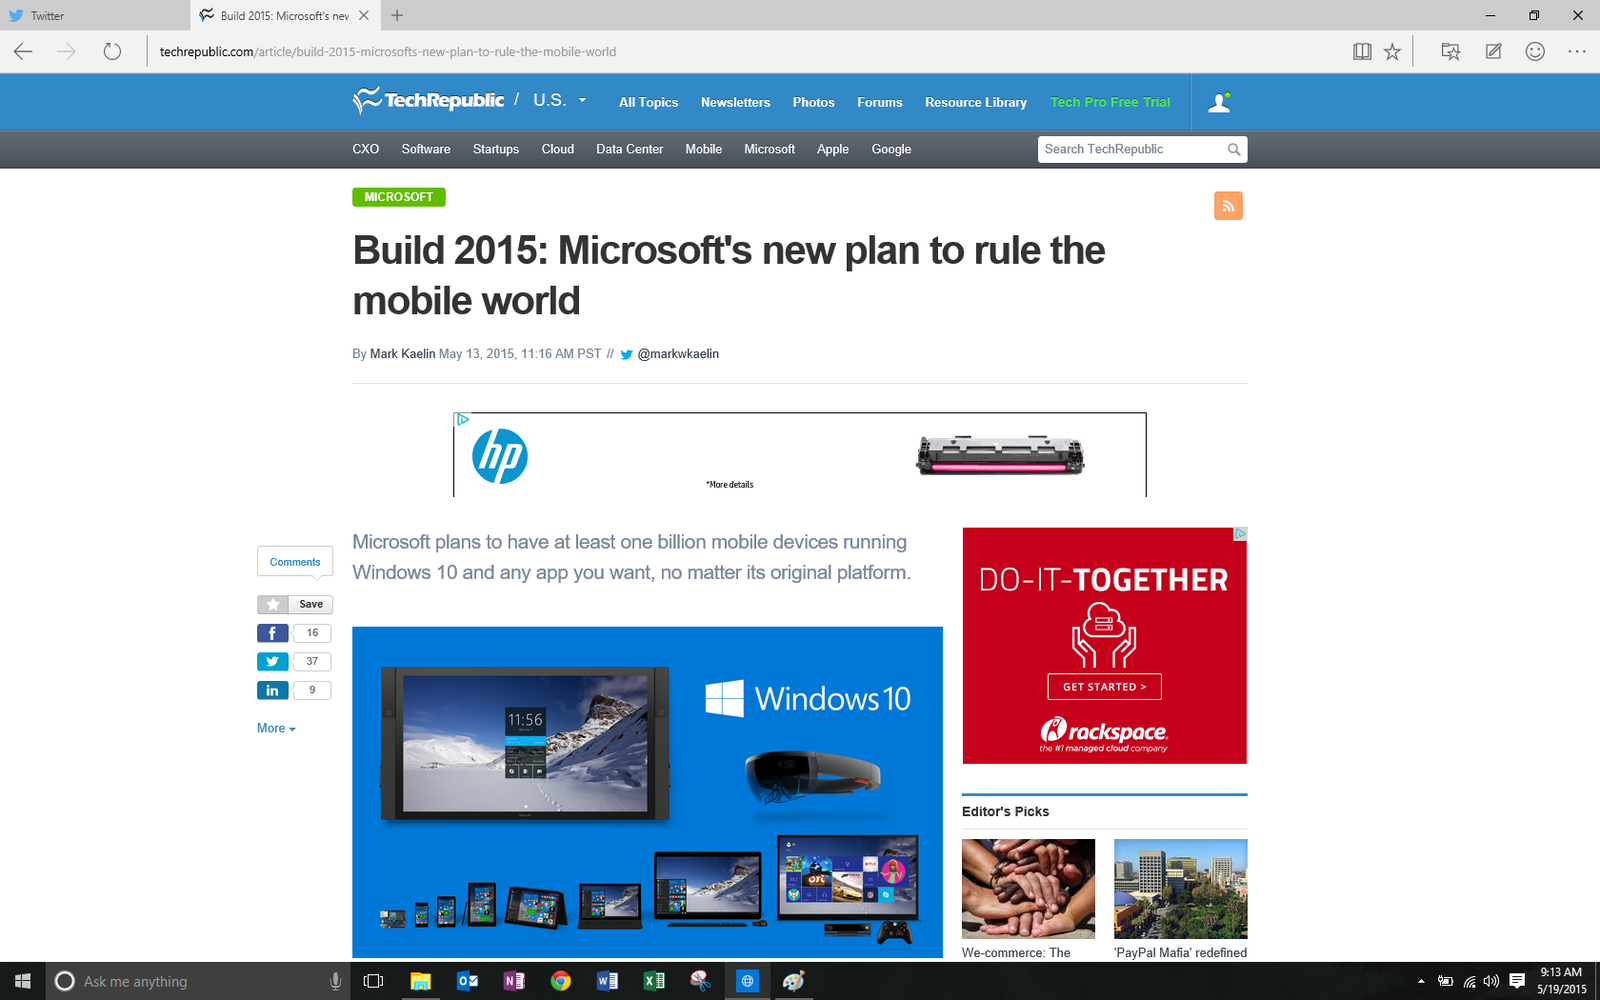 Twitter
Build 2015: Microsoft's nev
techrepublic.com/article/build-2015-microsofts-new-plan-to-rule-the-mobile-world
TechRepublic / U.S.
All Topics Newsletters Photos Forums Resource Library Tech Pro Free Trial
CXO Software Startups Cloud Data Center Mobile Microsoft Apple Google
Search TechRepublic
MICROSOFT
Build 2015: Microsoft's new plan to rule the
mobile world
By Mark Kaelin May 13, 2015, 11:16 AM PST // @markwkaelin
hp
*More details
Microsoft plans to have at least one billion mobile devices running
Windows 10 and any app you want, no matter its original platform.
Comments
Save
f 16
37
in 9
More
11:56
Windows 10
DO-IT-TOGETHER
GET STARTED >
rackspace.
the #1 managed cloud company
Editor's Picks
We-commerce: The
'PayPal Mafia' redefined
Ask me anything
9:13 AM
5/19/2015